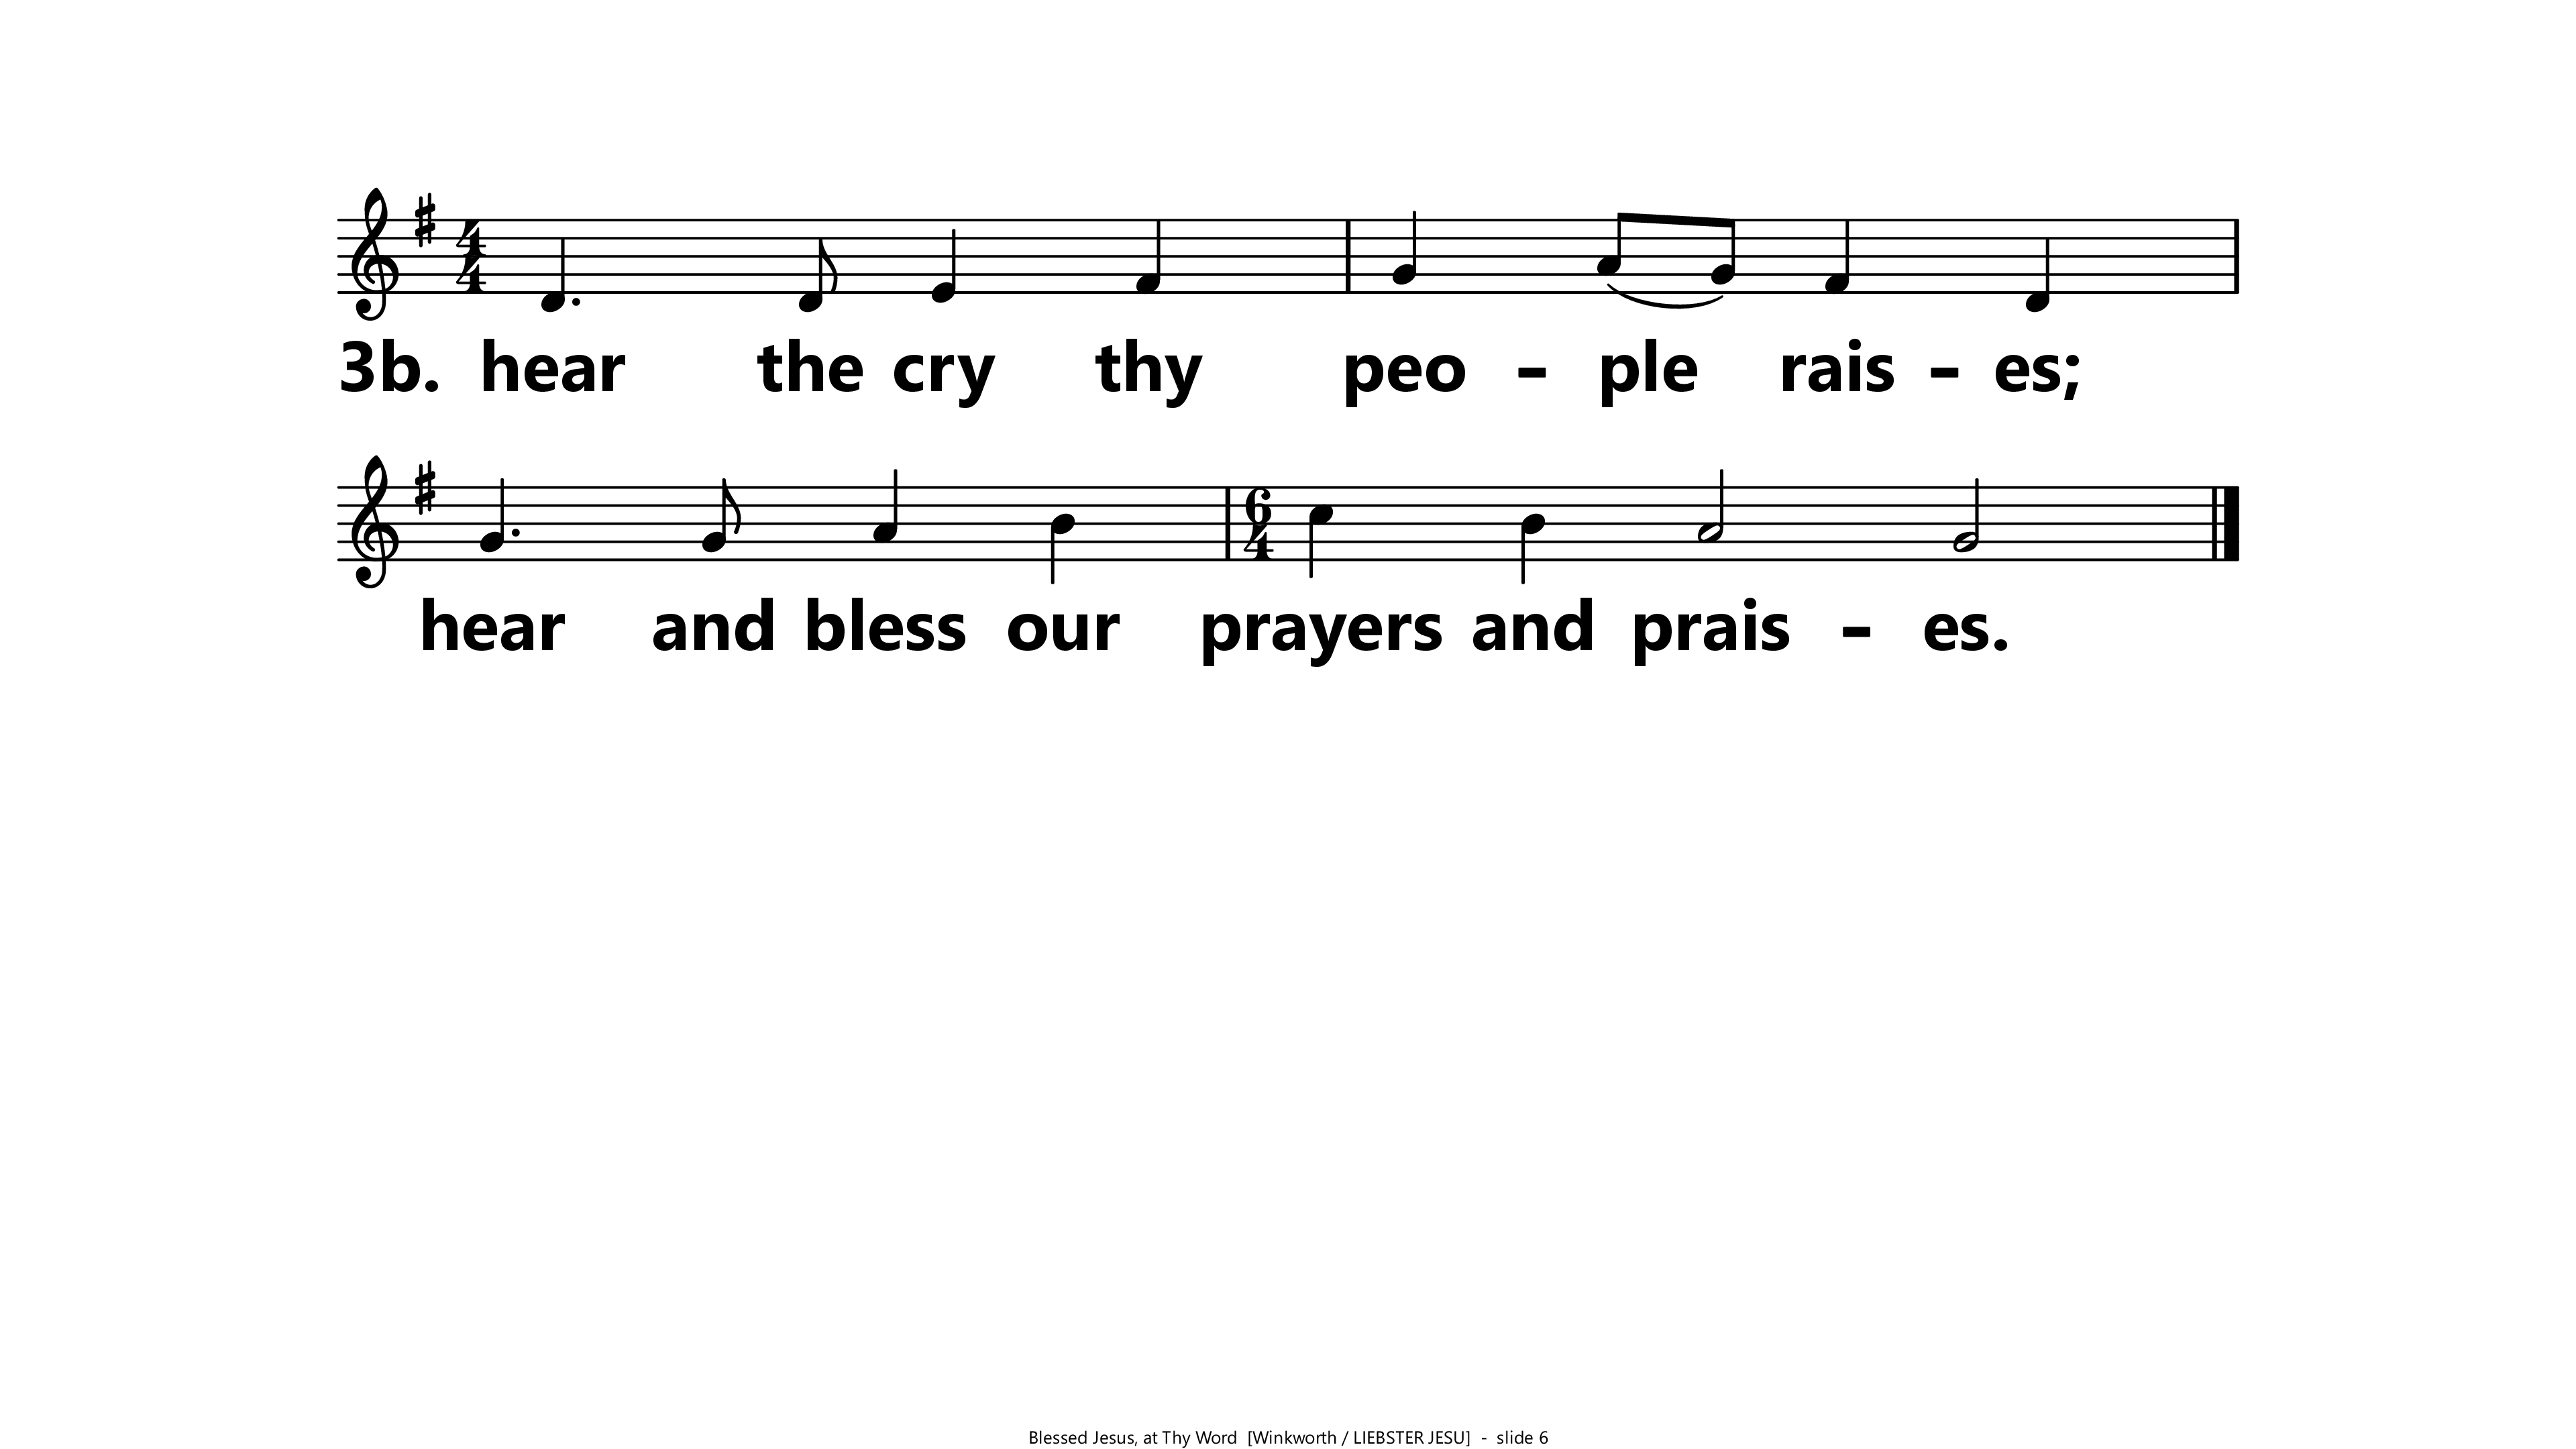 3b. hear the cry thy peo - ple rais - es;
hear and bless our prayers and prais - es.
Blessed Jesus, at Thy Word [Winkworth / LIEBSTER JESU] - slide 6